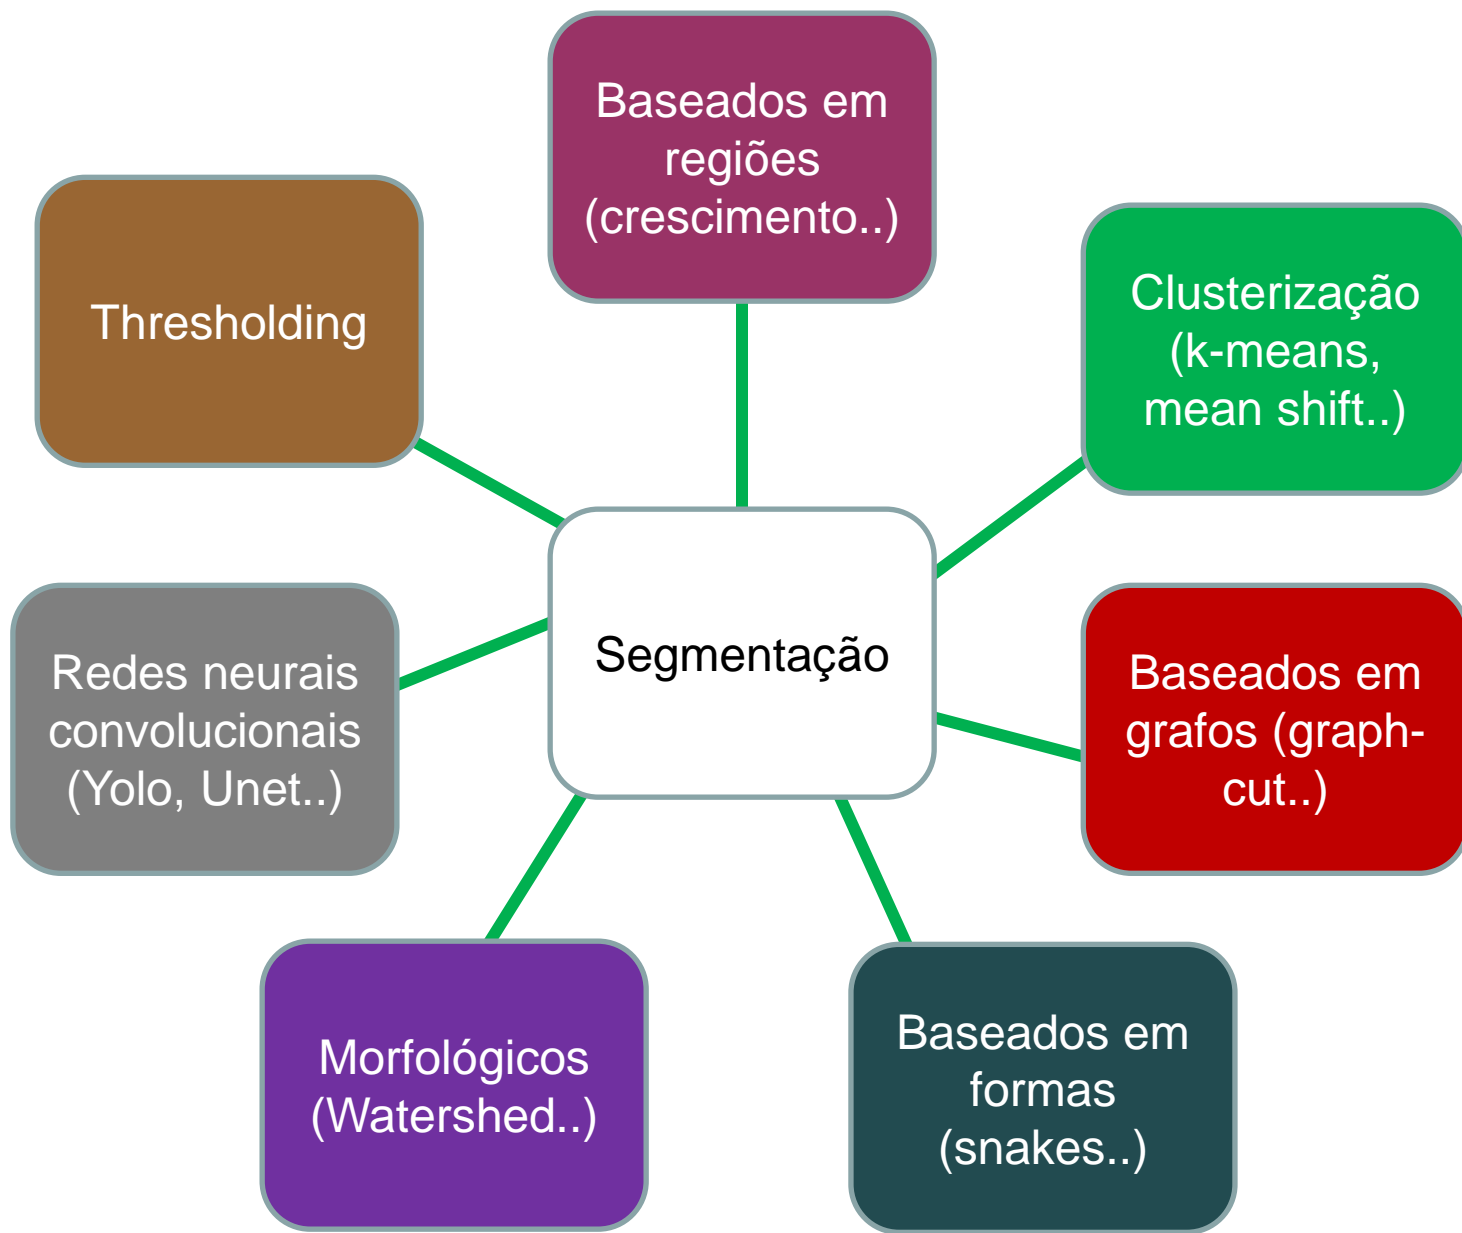 Baseados em
regiões
(crescimento..)
Thresholding
Clusterização
(k-means,
mean shift..)
Segmentação
Redes neurais
convolucionais
(Yolo, Unet..)
Baseados em
grafos (graph-
cut..)
Morfológicos
(Watershed..)
Baseados em
formas
(snakes..)